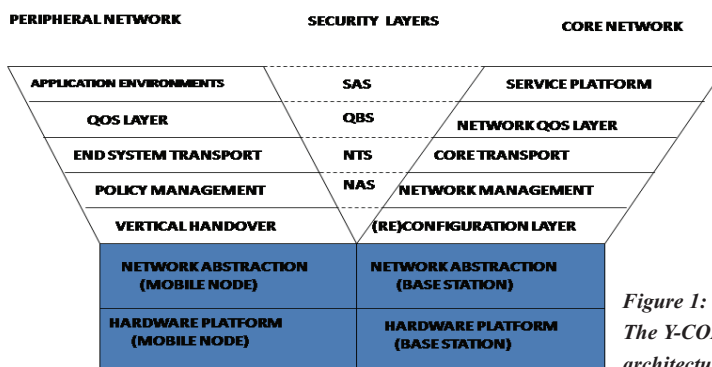 PERIPHERAL NETWORK
SECURITY LAYERS
CORE NETWORK
APPLICATION ENVIRONMENTS
SAS
SERVICE PLATFORM
QOS LAYER
QBS
NETWORK QOS LAYER
END SYSTEM TRANSPORT
NTS
CORE TRANSPORT
POLICY MANAGEMENT
NAS
NETWORK MANAGEMENT
VERTICAL HANDOVER
(RE)CONFIGURATION LAYER
NETWORK ABSTRACTION
(MOBILE NODE)
NETWORK ABSTRACTION
(BASE STATION)
HARDWARE PLATFORM
(MOBILE NODE)
HARDWARE PLATFORM
(BASE STATION)
Figure 1:
The